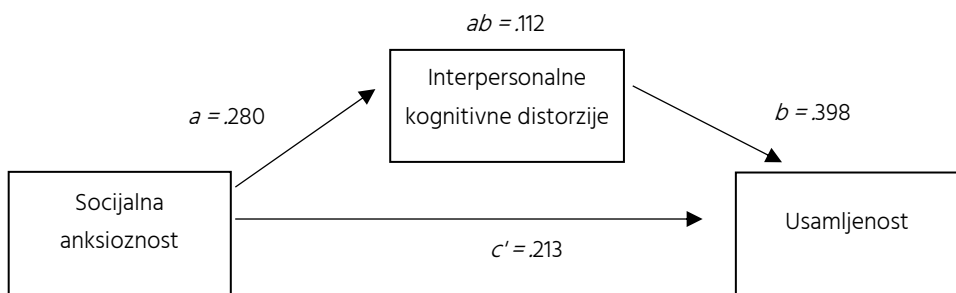 ab = .112
Interpersonalne
kognitivne distorzije
a = .280
b = .398
Socijalna
anksioznost
Usamljenost
c' = .213